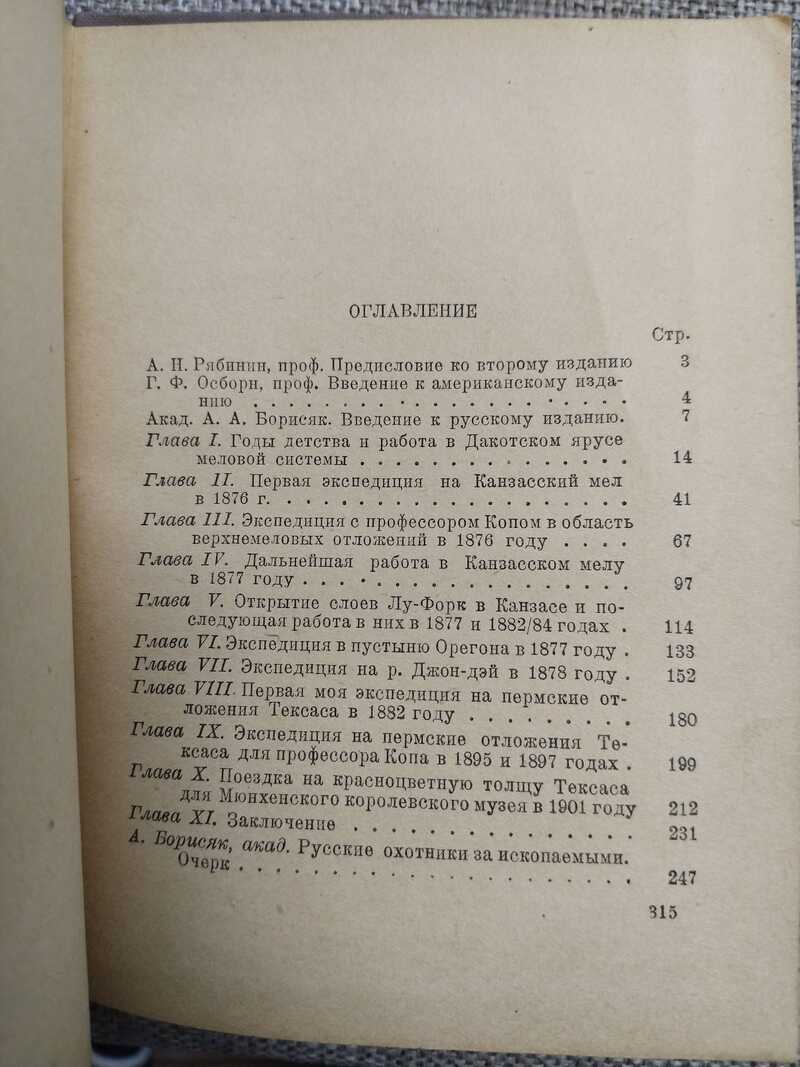 ОГЛАВЛЕНИЕ
Стр.
А. Н. Рябинин, проф. Предисловие ко второму изданию 3
Г. Ф. Осборн, проф. Введение к американскому изда-
нию . . . . . . . . . . . . . . . . . . . . 4
Акад. А. А. Борисяк. Введение к русскому изданию. 7
Глава I. Годы детства и работа в Дакотском ярусе
меловой системы . . . . . . . . . . . . . . . 14
Глава II. Первая экспедиция на Канзасский мел
в 1876 г. . . . . . . . . . . . . . . . . . . . 41
Глава III. Экспедиция с профессором Копом в область
верхнемеловых отложений в 1876 году . . . . 67
Глава IV. Дальнейшая работа в Канзасском мелу
в 1877 году . . . . . . . . . . . . . . . . . . 97
Глава V. Открытие слоев Лу-Форк в Канзасе и по-
следующая работа в них в 1877 и 1882/84 годах . 114
Глава VI. Экспедиция в пустыню Орегона в 1877 году . 133
Глава VII. Экспедиция на р. Джон-дэй в 1878 году . 152
Глава VIII. Первая моя экспедиция на пермские от-
ложения Тексаса в 1882 году . . . . . . . . . 180
Глава IX. Экспедиция на пермские отложения Те-
ксаса для профессора Копа в 1895 и 1897 годах . 199
Глава X. Поездка на красноцветную толщу Тексаса
для Мюнхенского королевского музея в 1901 году 212
Глава XI. Заключение . . . . . . . . . . . . . . . 231
А. Борисяк, акад. Русские охотники за ископаемыми.
Очерк . . . . . . . . . . . . . . . . . . . . . 247
315